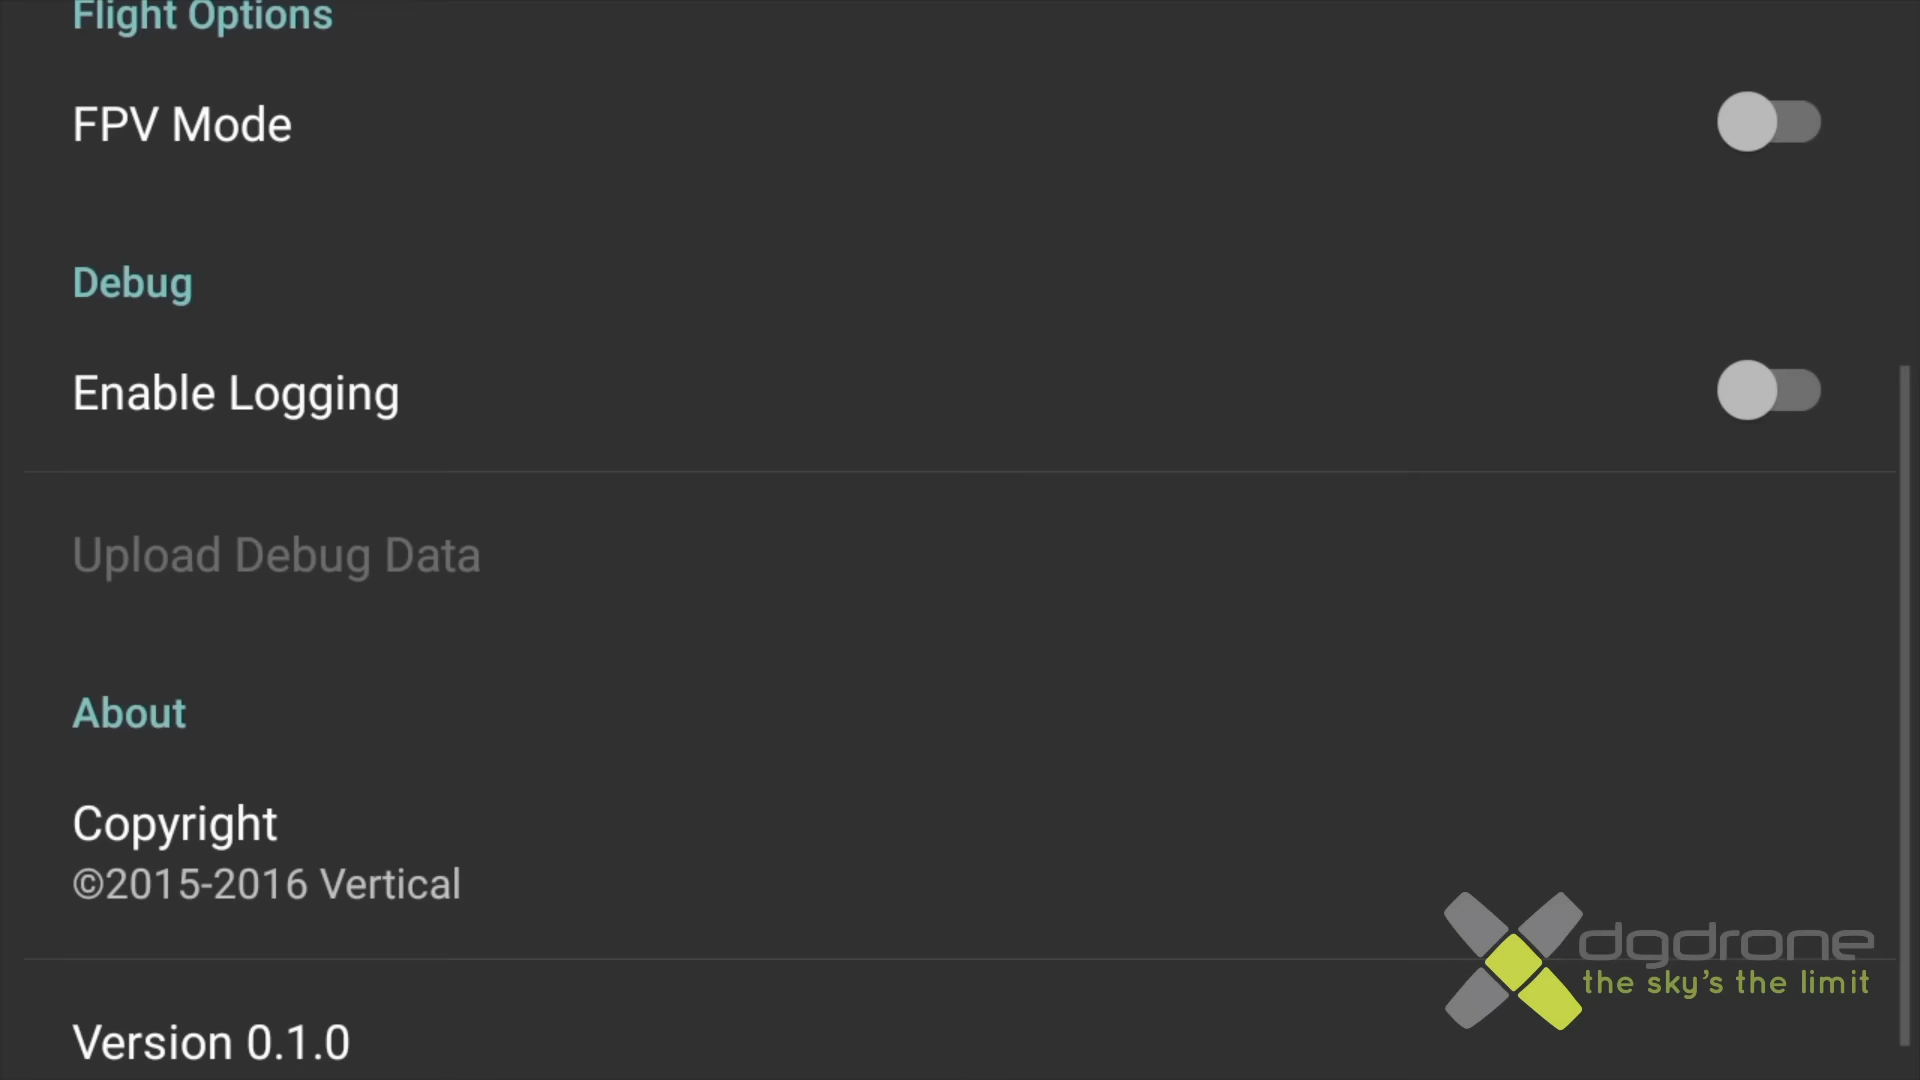 Flight Options
FPV Mode
Debug
Enable Logging
Upload Debug Data
About
Copyright
©2015-2016 Vertical
dgdrone
the sky's the limit
Version 0.1.0